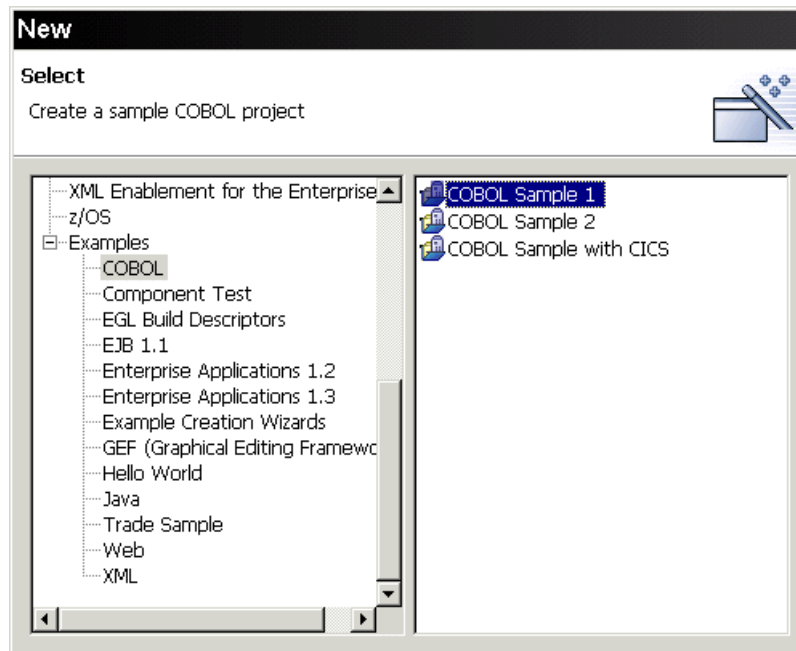 New
Select
Create a sample COBOL project
XML Enablement for the Enterprise
z/OS
Examples
COBOL
Component Test
EGL Build Descriptors
EJB 1.1
Enterprise Applications 1.2
Enterprise Applications 1.3
Example Creation Wizards
GEF (Graphical Editing Framewo
Hello World
Java
Trade Sample
Web
XML
COBOL Sample 1
COBOL Sample 2
COBOL Sample with CICS